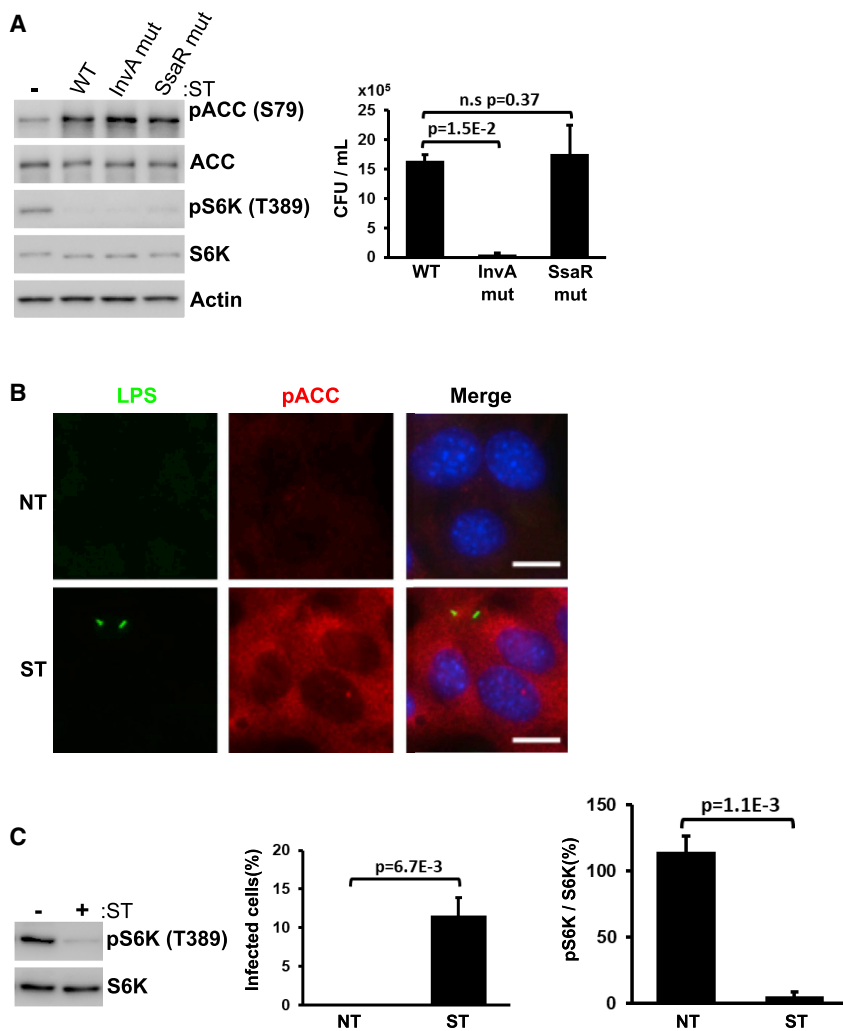 A
-
WT
InvA mut
SsaR mut
:ST
pACC (S79)
ACC
pS6K (T389)
S6K
Actin
x10⁵
CFU / mL
30
25
20
15
10
5
0
n.s p=0.37
p=1.5E-2
WT
InvA mut
SsaR mut
B
LPS
pACC
Merge
NT
ST
C
-
+
:ST
pS6K (T389)
S6K
Infected cells(%)
20
15
10
5
0
p=6.7E-3
NT
ST
pS6K / S6K(%)
150
100
50
0
p=1.1E-3
NT
ST